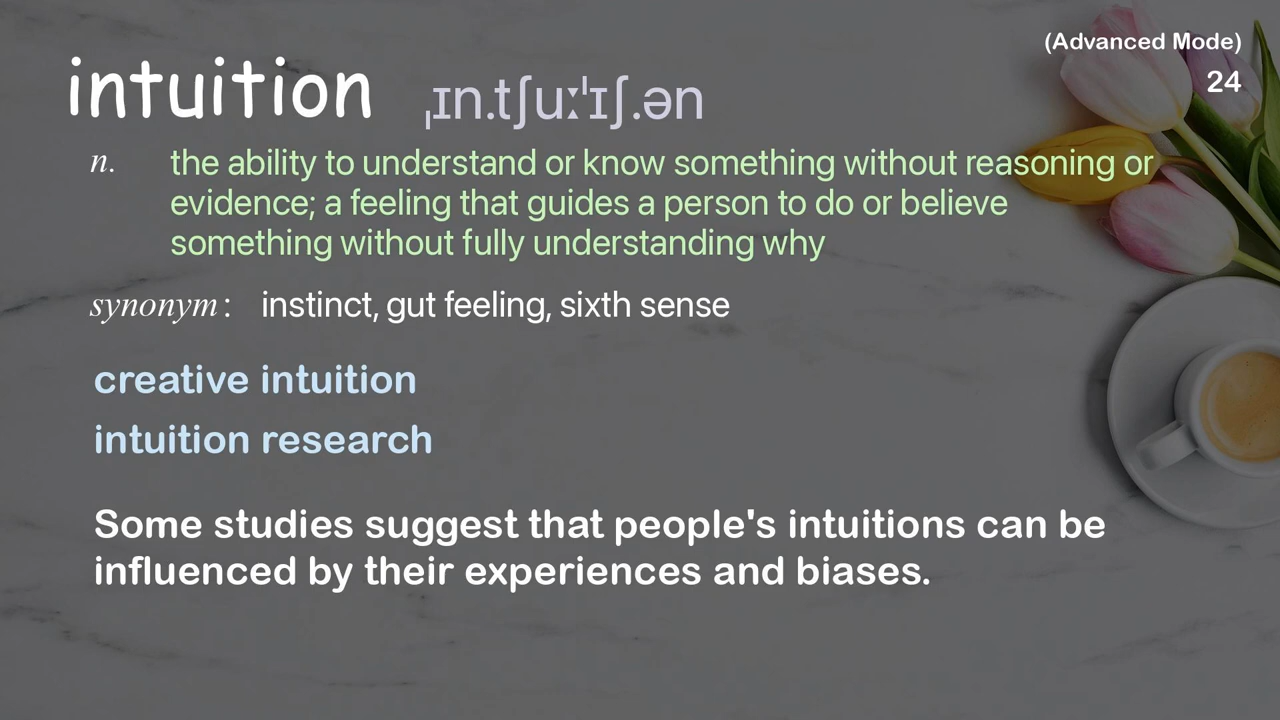 (Advanced Mode)
24
intuition ˌɪn.tʃuːˈɪʃ.ən
n. the ability to understand or know something without reasoning or
evidence; a feeling that guides a person to do or believe
something without fully understanding why
synonym: instinct, gut feeling, sixth sense
creative intuition
intuition research
Some studies suggest that people's intuitions can be
influenced by their experiences and biases.